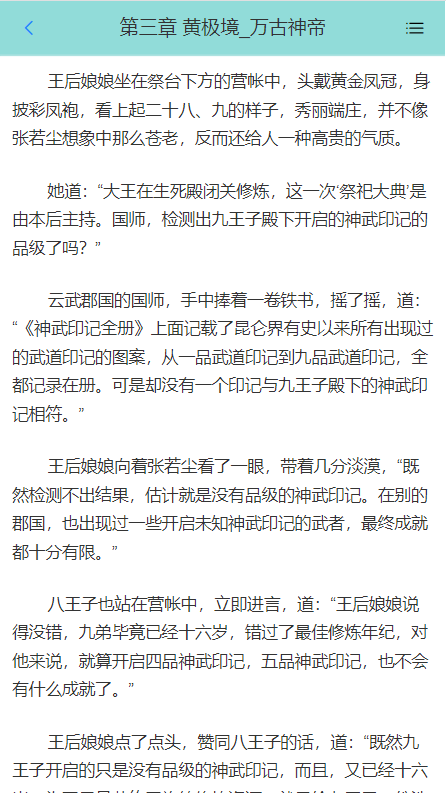 第三章 黄极境_万古神帝
王后娘娘坐在祭台下方的营帐中，头戴黄金凤冠，身
披彩凤袍，看上起二十八、九的样子，秀丽端庄，并不像
张若尘想象中那么苍老，反而还给人一种高贵的气质。
她道：“大王在生死殿闭关修炼，这一次‘祭祀大典’是
由本后主持。国师，检测出九王子殿下开启的神武印记的
品级了吗？”
云武郡国的国师，手中捧着一卷铁书，摇了摇，道：
“《神武印记全册》上面记载了昆仑界有史以来所有出现过
的武道印记的图案，从一品武道印记到九品武道印记，全
都记录在册。可是却没有一个印记与九王子殿下的神武印
记相符。”
王后娘娘向着张若尘看了一眼，带着几分淡漠，“既
然检测不出结果，估计就是没有品级的神武印记。在别的
郡国，也出现过一些开启未知神武印记的武者，最终成就
都十分有限。”
八王子也站在营帐中，立即进言，道：“王后娘娘说
得没错，九弟毕竟已经十六岁，错过了最佳修炼年纪，对
他来说，就算开启四品神武印记，五品神武印记，也不会
有什么成就了。”
王后娘娘点了点头，赞同八王子的话，道：“既然九
王子开启的只是没有品级的神武印记，而且，又已经十六